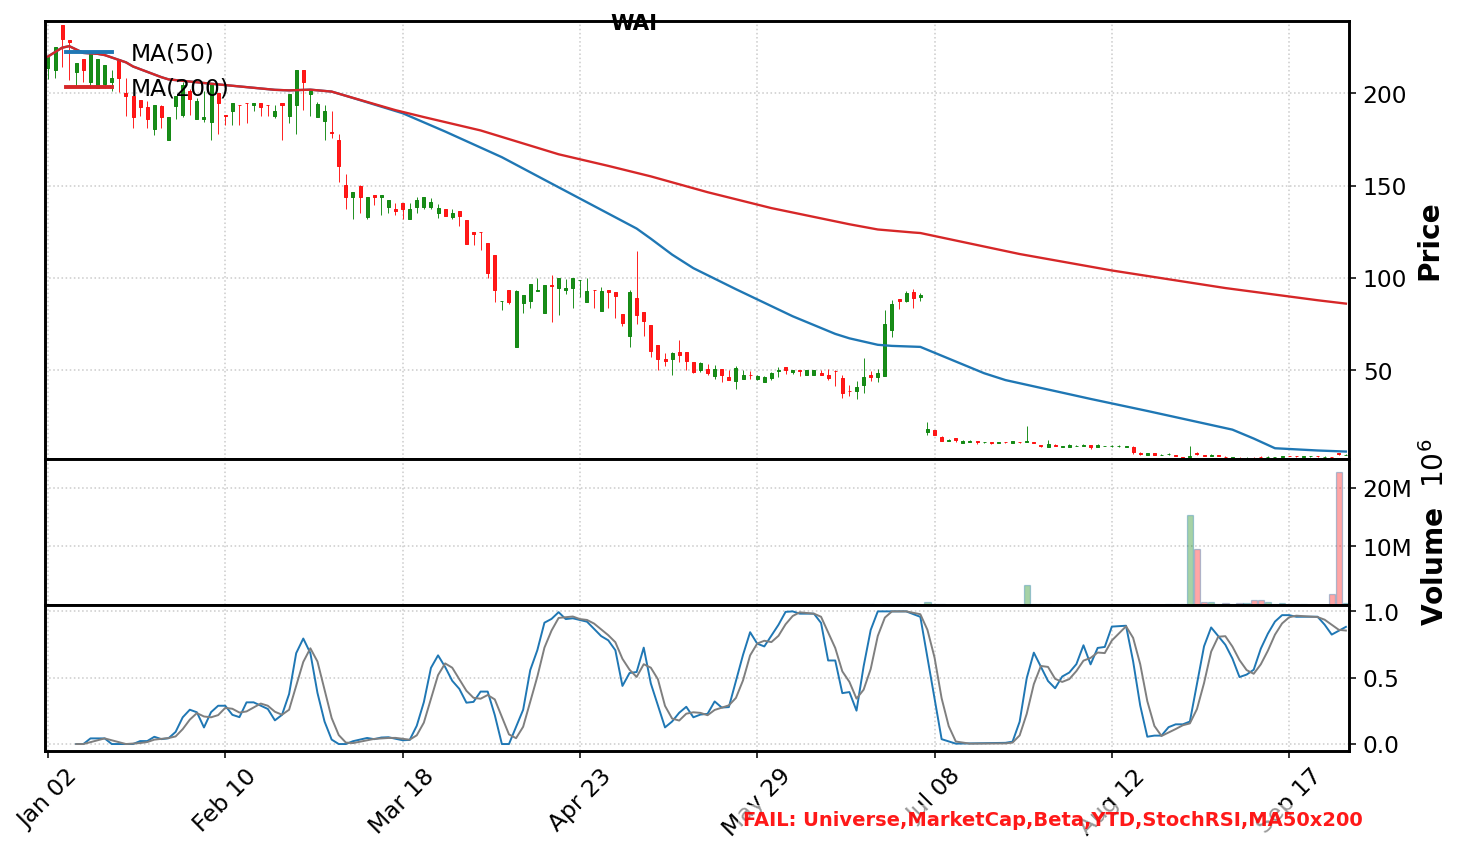 WAI
MA(50)
MA(200)
200
150
100
50
Price
20M
10M
Volume 10^6
1.0
0.5
0.0
Jan 02
Feb 10
Mar 18
Apr 23
May 29
Jul 08
Aug 12
Sep 17
FAIL: Universe,MarketCap,Beta,YTD,StochRSI,MA50x200